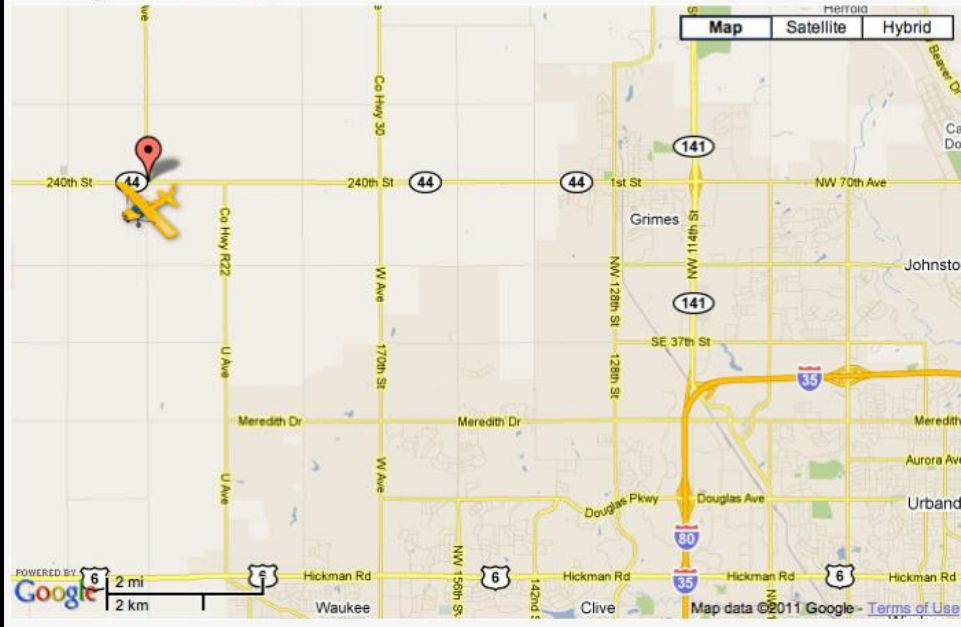 Herrold
Map Satellite Hybrid
Ave
Co Hwy 30
Beaver Dr
141
240th St 44 240th St 44 44 1st St NW 70th Ave
Grimes
NW 114th St
Co Hwy R22
W Ave
NW 128th St
Johnsto
141
SE 37th St
U Ave
170th St
128th St
35
Meredith Dr Meredith Dr Meredith
W Ave
Aurora Ave
U Ave
Douglas Pkwy Douglas Ave
Urband
80
NW 156th St
142nd
POWERED BY
Google
6 2 mi
2 km
6 Hickman Rd 6 Hickman Rd 35 Hickman Rd 6 Hickman Rd
Waukee Clive
Map data ©2011 Google - Terms of Use